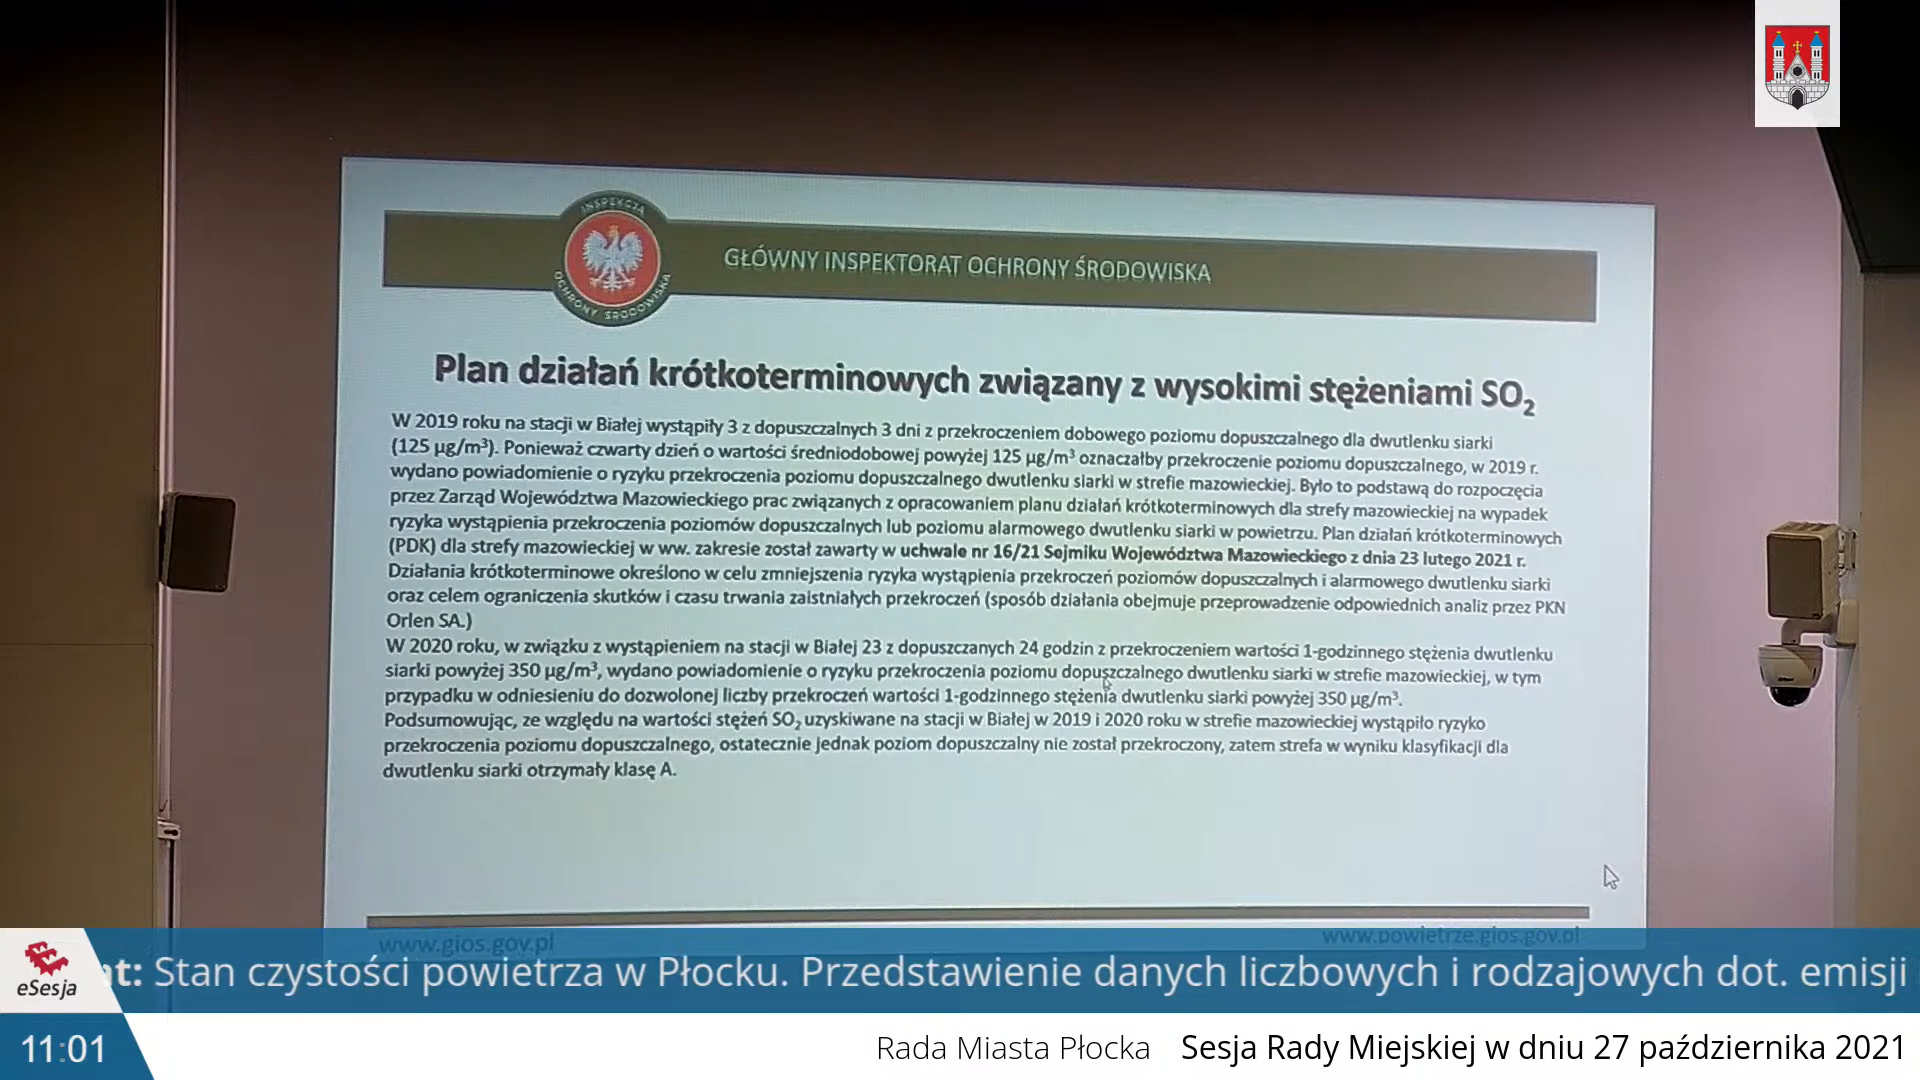 INSPEKCJA
OCHRONY ŚRODOWISKA
GŁÓWNY INSPEKTORAT OCHRONY ŚRODOWISKA
Plan działań krótkoterminowych związany z wysokimi stężeniami SO₂
W 2019 roku na stacji w Białej wystąpiły 3 z dopuszczalnych 3 dni z przekroczeniem dobowego poziomu dopuszczalnego dla dwutlenku siarki
(125 µg/m³). Ponieważ czwarty dzień o wartości średniodobowej powyżej 125 µg/m³ oznaczałby przekroczenie poziomu dopuszczalnego, w 2019 r.
wydano powiadomienie o ryzyku przekroczenia poziomu dopuszczalnego dwutlenku siarki w strefie mazowieckiej. Było to podstawą do rozpoczęcia
przez Zarząd Województwa Mazowieckiego prac związanych z opracowaniem planu działań krótkoterminowych dla strefy mazowieckiej na wypadek
ryzyka wystąpienia przekroczenia poziomów dopuszczalnych lub poziomu alarmowego dwutlenku siarki w powietrzu. Plan działań krótkoterminowych
(PDK) dla strefy mazowieckiej w ww. zakresie został zawarty w uchwale nr 16/21 Sejmiku Województwa Mazowieckiego z dnia 23 lutego 2021 r.
Działania krótkoterminowe określono w celu zmniejszenia ryzyka wystąpienia przekroczeń poziomów dopuszczalnych i alarmowego dwutlenku siarki
oraz celem ograniczenia skutków i czasu trwania zaistniałych przekroczeń (sposób działania obejmuje przeprowadzenie odpowiednich analiz przez PKN
Orlen SA.)
W 2020 roku, w związku z wystąpieniem na stacji w Białej 23 z dopuszczanych 24 godzin z przekroczeniem wartości 1-godzinnego stężenia dwutlenku
siarki powyżej 350 µg/m³, wydano powiadomienie o ryzyku przekroczenia poziomu dopuszczalnego dwutlenku siarki w strefie mazowieckiej, w tym
przypadku w odniesieniu do dozwolonej liczby przekroczeń wartości 1-godzinnego stężenia dwutlenku siarki powyżej 350 µg/m³.
Podsumowując, ze względu na wartości stężeń SO₂ uzyskiwane na stacji w Białej w 2019 i 2020 roku w strefie mazowieckiej wystąpiło ryzyko
przekroczenia poziomu dopuszczalnego, ostatecznie jednak poziom dopuszczalny nie został przekroczony, zatem strefa w wyniku klasyfikacji dla
dwutlenku siarki otrzymały klasę A.
www.gios.gov.pl
www.powietrze.gios.gov.pl
eSesja
at: Stan czystości powietrza w Płocku. Przedstawienie danych liczbowych i rodzajowych dot. emisji
11:01
Rada Miasta Płocka Sesja Rady Miejskiej w dniu 27 października 2021